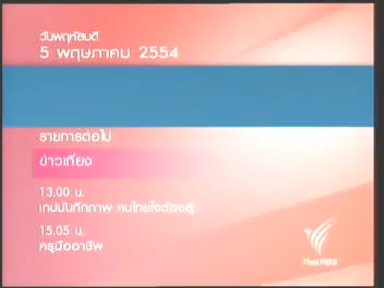 วันพฤหัสบดี
5 พฤษภาคม 2554
รายการต่อไป
ข่าวเที่ยง
13.00 น.
เทปบันทึกภาพ คนไทยใจต้องสู้
15.05 น.
ครูมืออาชีพ
Thai PBS